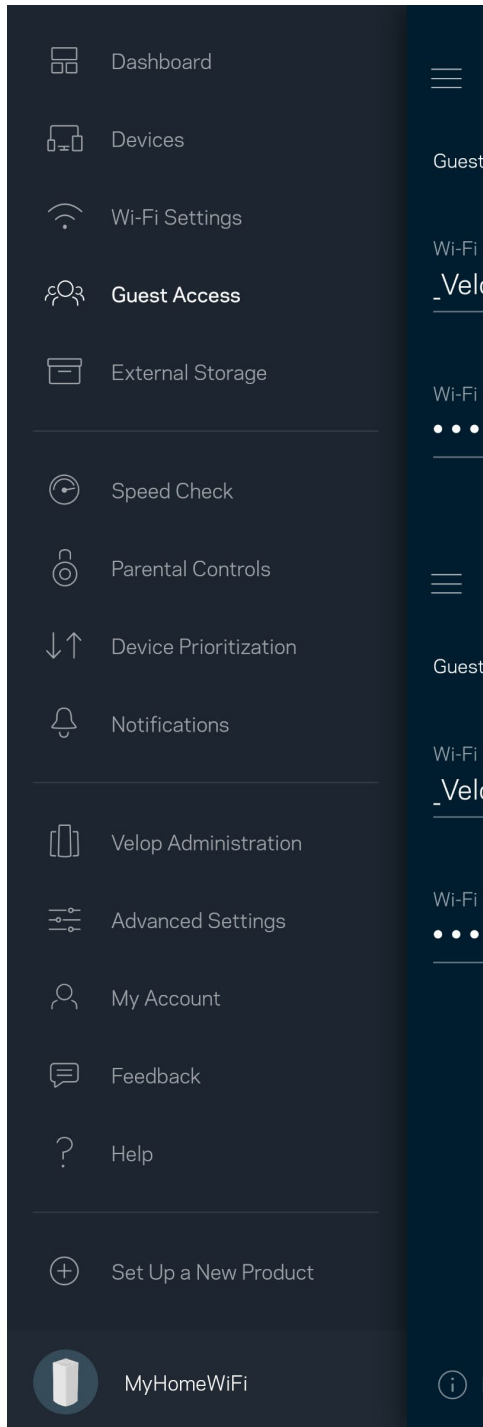 Dashboard
Devices
Wi-Fi Settings
Guest Access
External Storage
Speed Check
Parental Controls
Device Prioritization
Notifications
Velop Administration
Advanced Settings
My Account
Feedback
Help
Set Up a New Product
MyHomeWiFi
Guest
Wi-Fi
_Velo
Wi-Fi
Guest
Wi-Fi
_Velo
Wi-Fi